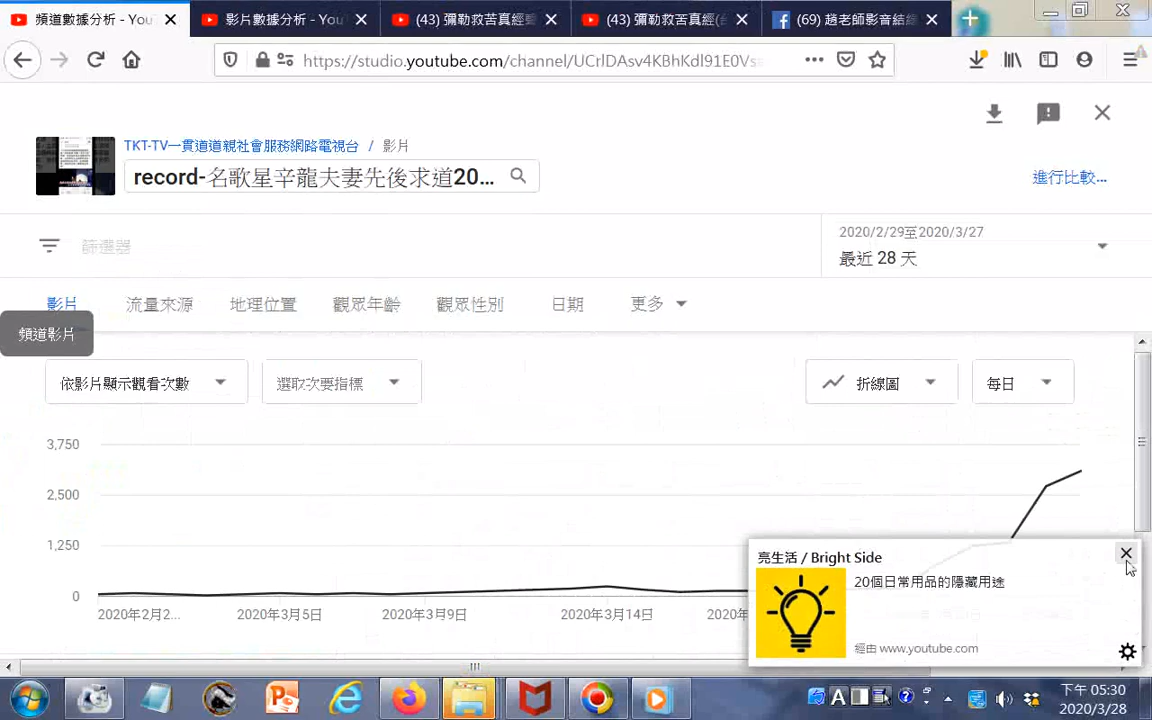 頻道數據分析 - You
影片數據分析 - You
(43) 彌勒救苦真經
(43) 彌勒救苦真經(台
(69) 趙老師影音結緣
https://studio.youtube.com/channel/UCrlDAsv4KBhKdl91E0Vs
TKT-TV一貫道道親社會服務網路電視台 / 影片
record-名歌星辛龍夫妻先後求道20...
進行比較...
篩選器
2020/2/29至2020/3/27
最近 28 天
影片 流量來源 地理位置 觀眾年齡 觀眾性別 日期 更多
頻道影片
依影片顯示觀看次數
選取次要指標
折線圖
每日
3,750
2,500
1,250
0
2020年2月2...
2020年3月5日
2020年3月9日
2020年3月14日
2020年
亮生活 / Bright Side
20個日常用品的隱藏用途
經由 www.youtube.com
下午 05:30
2020/3/28